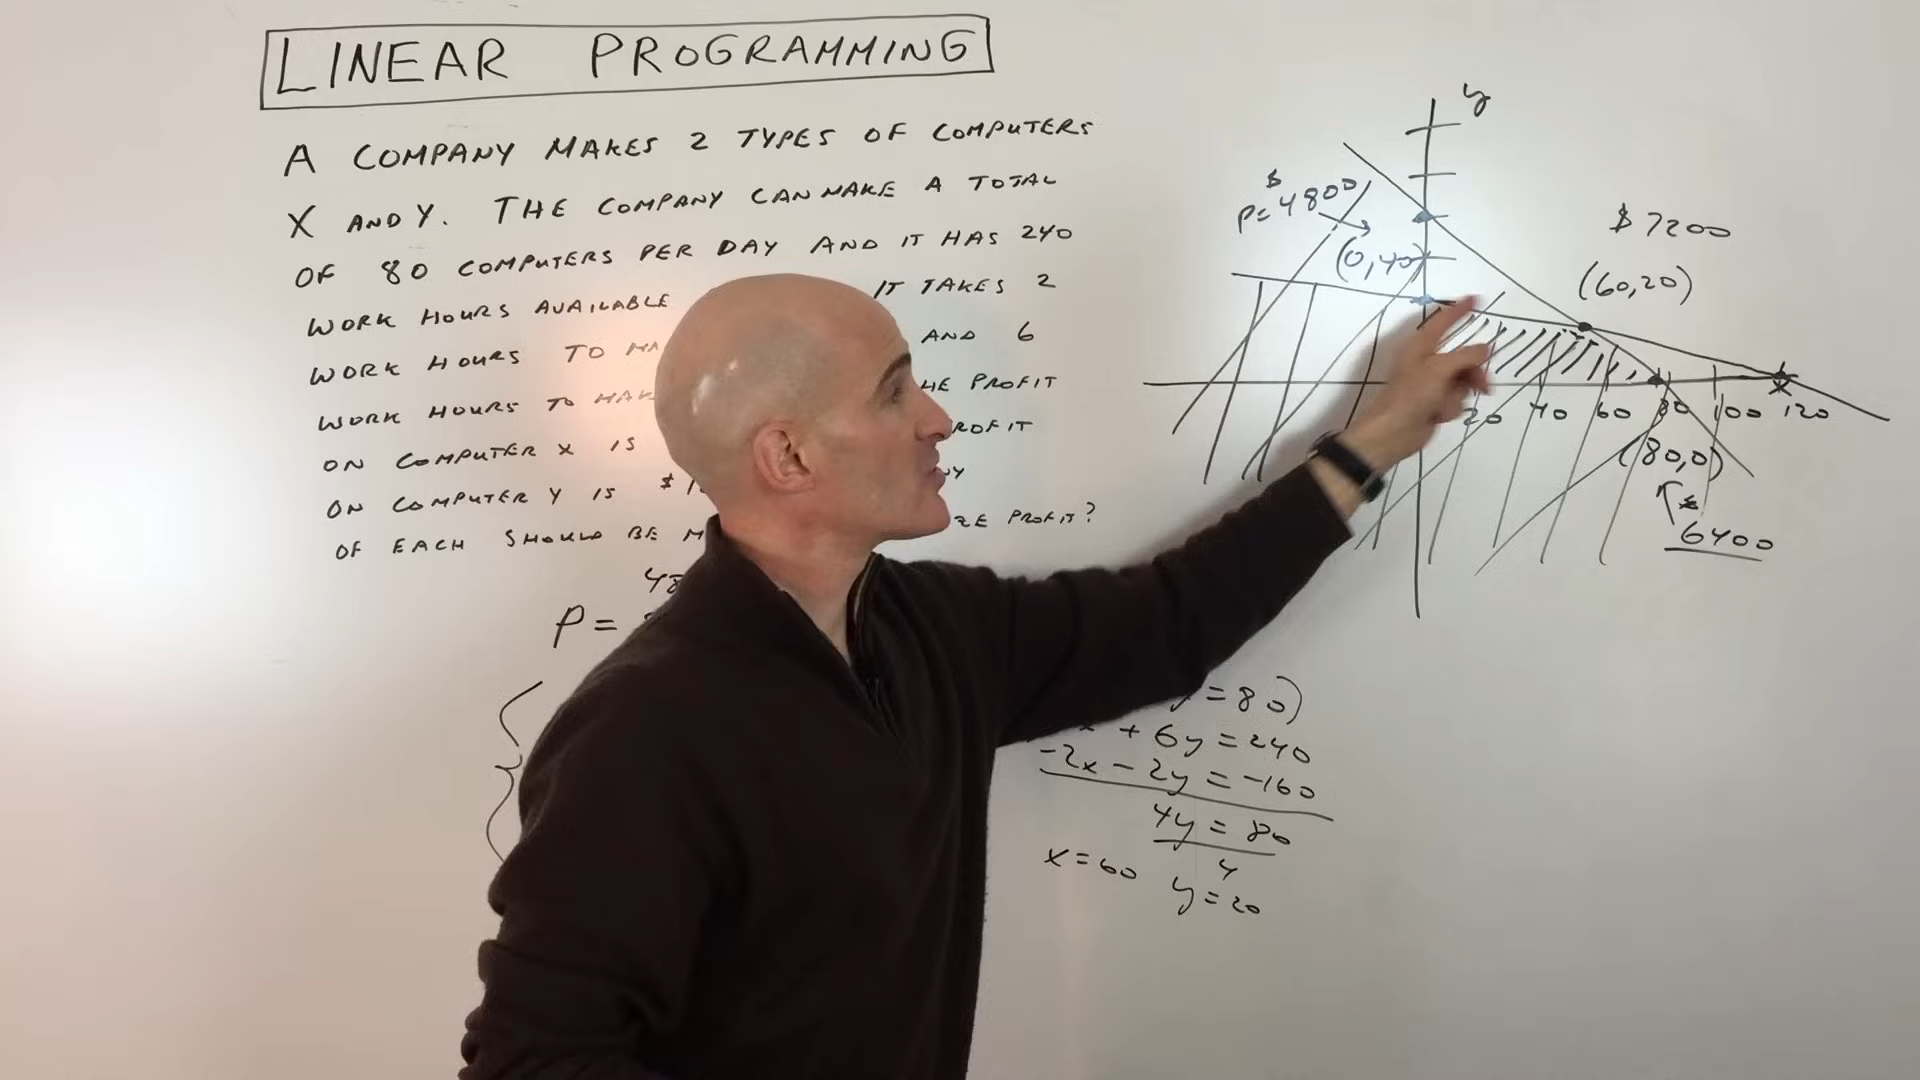 LINEAR PROGRAMMING
A COMPANY MAKES 2 TYPES OF COMPUTERS
X AND Y. THE COMPANY CAN MAKE A TOTAL
OF 80 COMPUTERS PER DAY AND IT HAS 240
WORK HOURS AVAILABLE IT TAKES 2
WORK HOURS TO AND 6
WORK HOURS TO PROFIT
ON COMPUTER X IS
ON COMPUTER Y IS $
OF EACH SHOULD BE PROFIT?
P =
y
$
P=4800
(0,40)
$7200
(60,20)
x
20 40 60 80 100 120
(80,0)
6400
= 80)
+ 6y = 240
-2x - 2y = -160
4y = 80
4
x = 60 y = 20